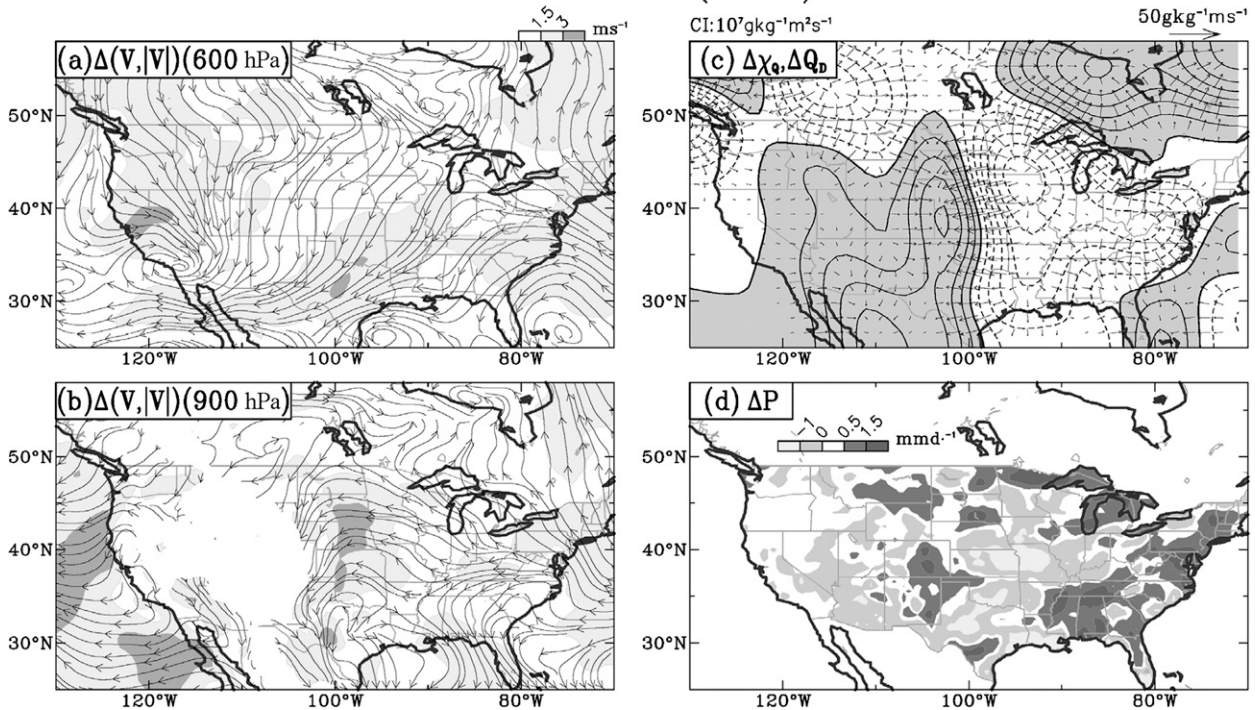 1.5 3 ms⁻¹
(a) Δ(V,|V|)(600 hPa)
50°N
40°N
30°N
120°W 100°W 80°W
CI:10⁷gkg⁻¹m²s⁻¹
50gkg⁻¹ms⁻¹
(c) Δχ_Q, ΔQ_D
50°N
40°N
30°N
120°W 100°W 80°W
(b) Δ(V,|V|)(900 hPa)
50°N
40°N
30°N
120°W 100°W 80°W
(d) ΔP
-1 0 0.5 1.5 mmd⁻¹
50°N
40°N
30°N
120°W 100°W 80°W